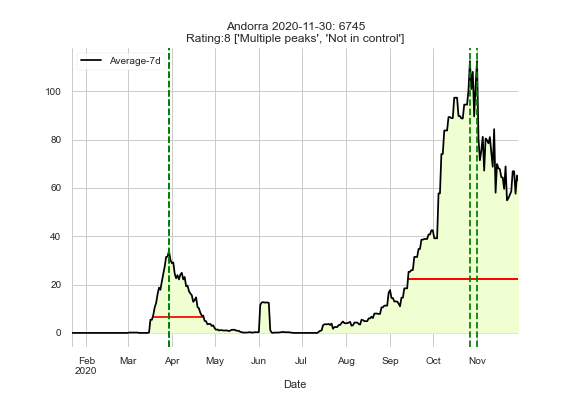 Andorra 2020-11-30: 6745
Rating:8 ['Multiple peaks', 'Not in control']
Average-7d
100
80
60
40
20
0
Feb Mar Apr May Jun Jul Aug Sep Oct Nov
2020
Date